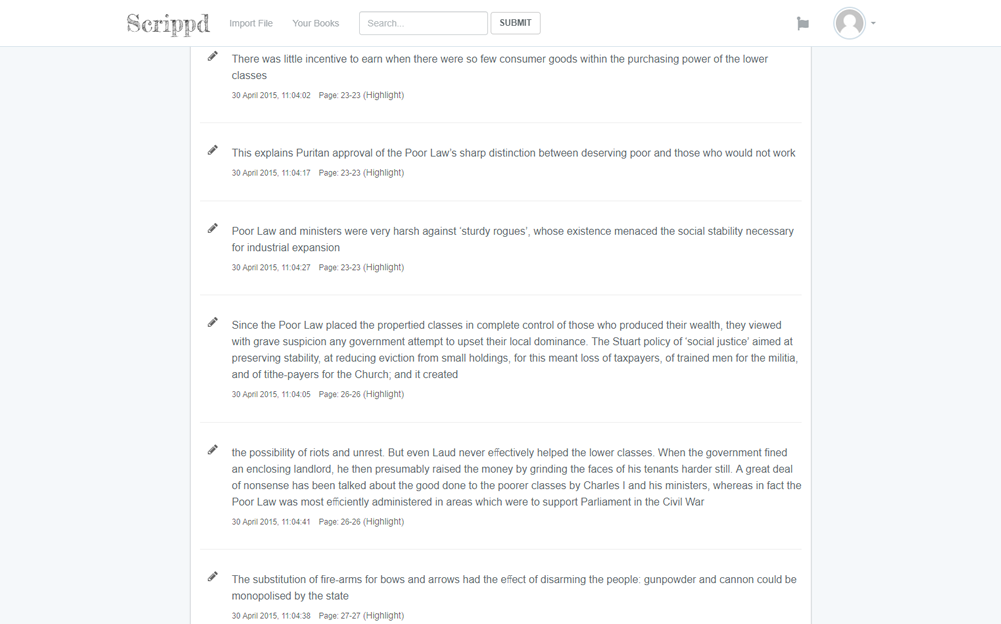 Scrippd
Import File
Your Books
Search...
SUBMIT
There was little incentive to earn when there were so few consumer goods within the purchasing power of the lower
classes
30 April 2015, 11:04:02 Page: 23-23 (Highlight)
This explains Puritan approval of the Poor Law's sharp distinction between deserving poor and those who would not work
30 April 2015, 11:04:17 Page: 23-23 (Highlight)
Poor Law and ministers were very harsh against 'sturdy rogues', whose existence menaced the social stability necessary
for industrial expansion
30 April 2015, 11:04:27 Page: 23-23 (Highlight)
Since the Poor Law placed the propertied classes in complete control of those who produced their wealth, they viewed
with grave suspicion any government attempt to upset their local dominance. The Stuart policy of 'social justice' aimed at
preserving stability, at reducing eviction from small holdings, for this meant loss of taxpayers, of trained men for the militia,
and of tithe-payers for the Church; and it created
30 April 2015, 11:04:05 Page: 26-26 (Highlight)
the possibility of riots and unrest. But even Laud never effectively helped the lower classes. When the government fined
an enclosing landlord, he then presumably raised the money by grinding the faces of his tenants harder still. A great deal
of nonsense has been talked about the good done to the poorer classes by Charles I and his ministers, whereas in fact the
Poor Law was most efficiently administered in areas which were to support Parliament in the Civil War
30 April 2015, 11:04:41 Page: 26-26 (Highlight)
The substitution of fire-arms for bows and arrows had the effect of disarming the people: gunpowder and cannon could be
monopolised by the state
30 April 2015, 11:04:38 Page: 27-27 (Highlight)